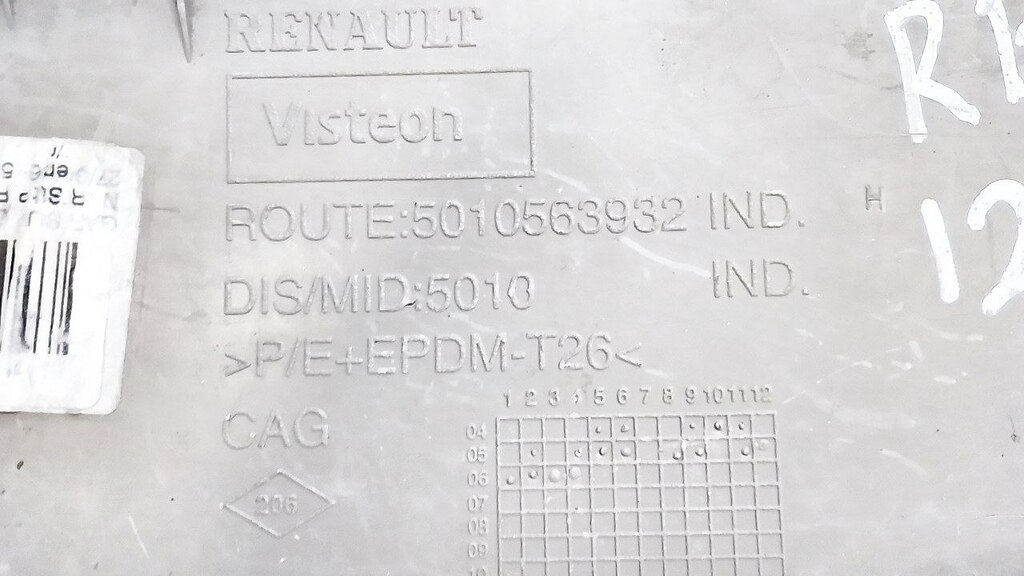 RENAULT
Visteon
ROUTE:5010563932 IND. H
DIS/MID:5010 IND.
>P/E+EPDM-T26<
CAG
206
1 2 3 4 5 6 7 8 9 10 11 12
04
05
06
07
08
09
10
R
12